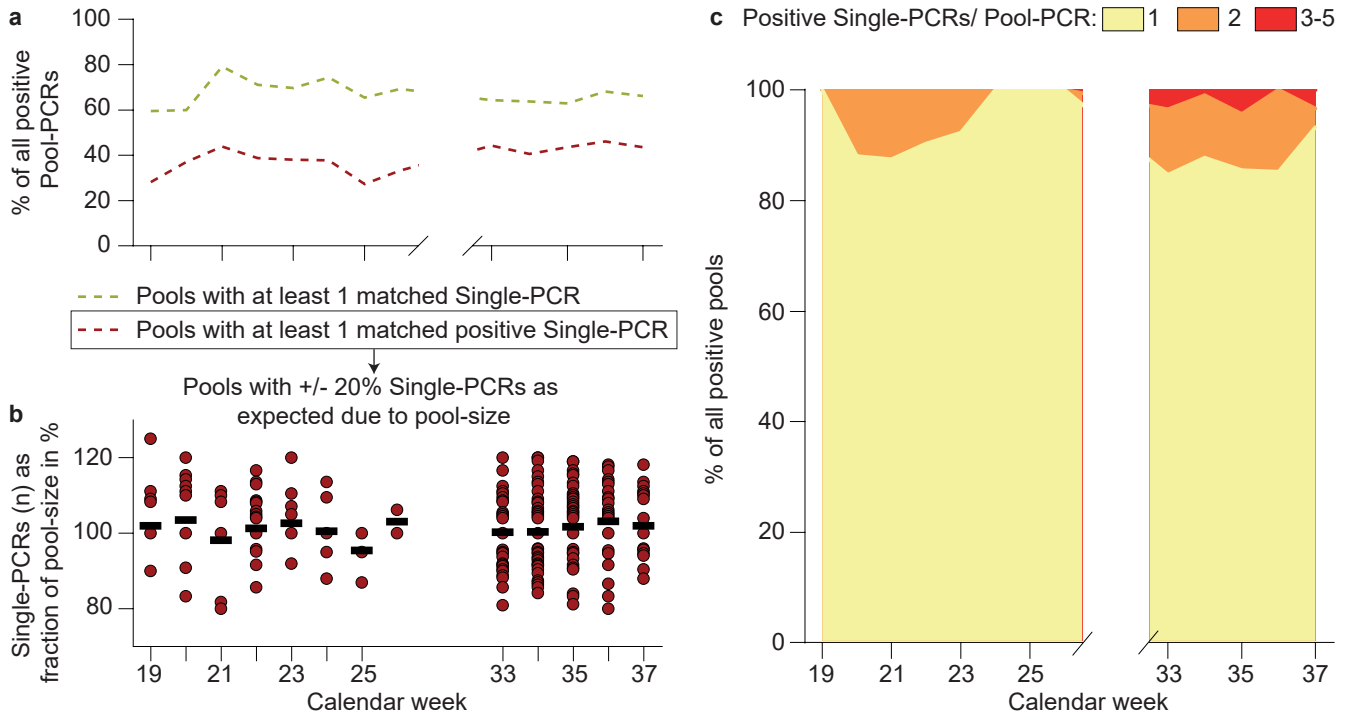 a
% of all positive
Pool-PCRs
100
80
60
40
20
0
Pools with at least 1 matched Single-PCR
Pools with at least 1 matched positive Single-PCR
Pools with +/- 20% Single-PCRs as
expected due to pool-size
b
Single-PCRs (n) as
fraction of pool-size in %
120
100
80
19 21 23 25 33 35 37
Calendar week
c
Positive Single-PCRs/ Pool-PCR: 1 2 3-5
% of all positive pools
100
80
60
40
20
0
19 21 23 25 33 35 37
Calendar week